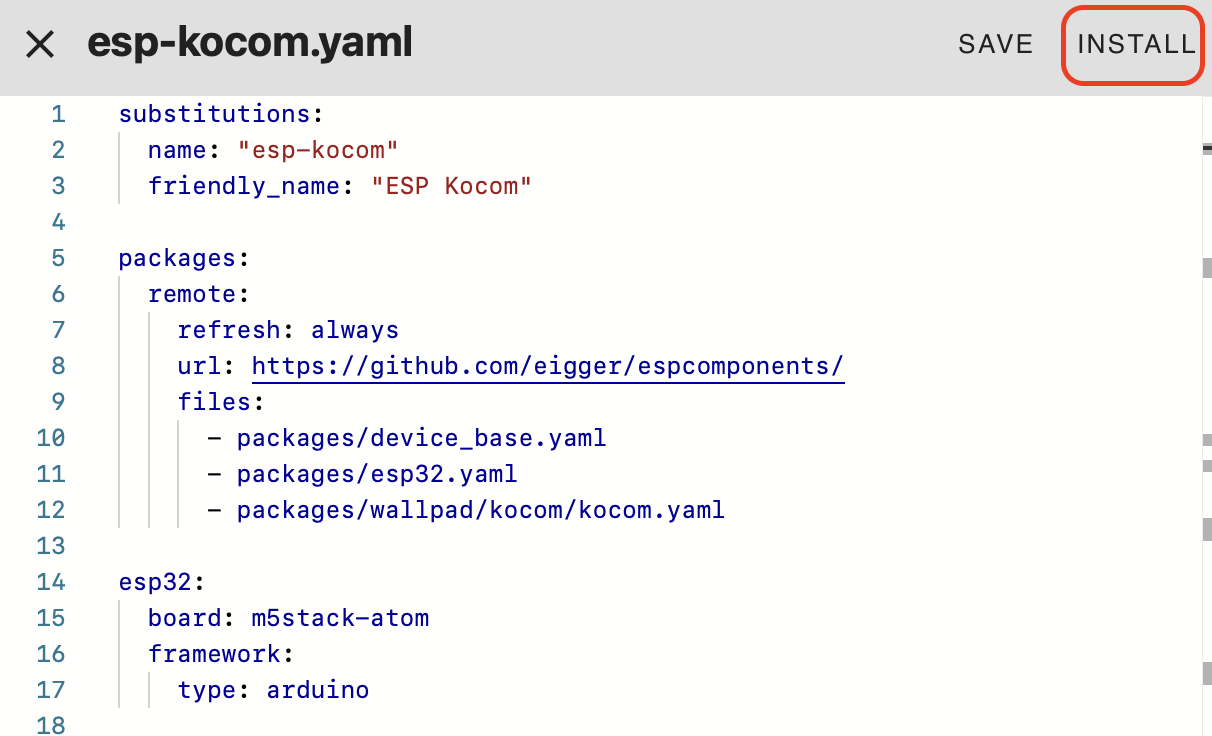 esp-kocom.yaml SAVE INSTALL
1 substitutions:
2 name: "esp-kocom"
3 friendly_name: "ESP Kocom"
4
5 packages:
6 remote:
7 refresh: always
8 url: https://github.com/eigger/espcomponents/
9 files:
10 - packages/device_base.yaml
11 - packages/esp32.yaml
12 - packages/wallpad/kocom/kocom.yaml
13
14 esp32:
15 board: m5stack-atom
16 framework:
17 type: arduino
18